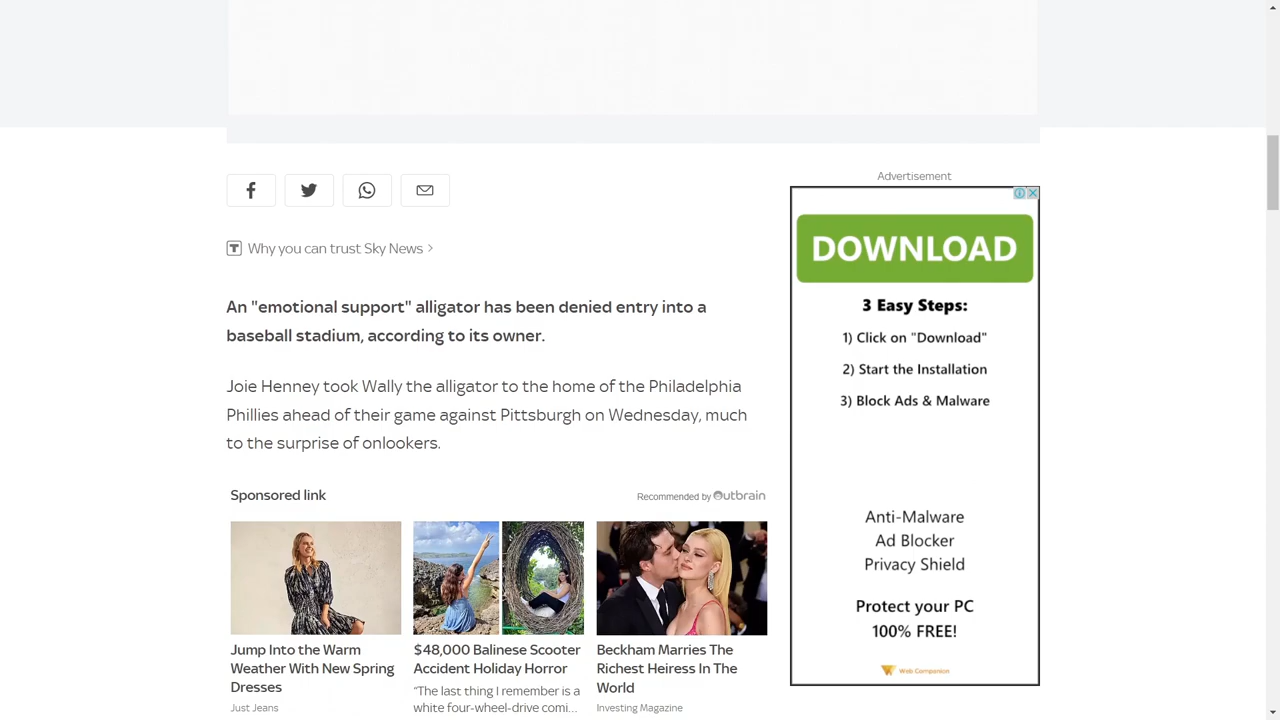 Why you can trust Sky News
An "emotional support" alligator has been denied entry into a
baseball stadium, according to its owner.
Joie Henney took Wally the alligator to the home of the Philadelphia
Phillies ahead of their game against Pittsburgh on Wednesday, much
to the surprise of onlookers.
Sponsored link
Recommended by Outbrain
Jump Into the Warm
Weather With New Spring
Dresses
Just Jeans
$48,000 Balinese Scooter
Accident Holiday Horror
“The last thing I remember is a
white four-wheel-drive comi...
Beckham Marries The
Richest Heiress In The
World
Investing Magazine
Advertisement
DOWNLOAD
3 Easy Steps:
1) Click on "Download"
2) Start the Installation
3) Block Ads & Malware
Anti-Malware
Ad Blocker
Privacy Shield
Protect your PC
100% FREE!
Web Companion